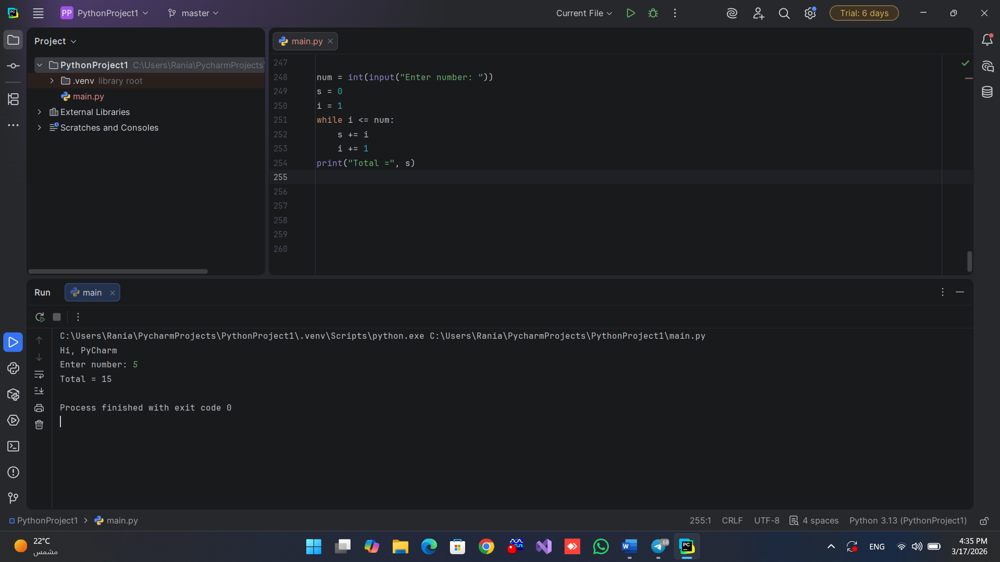 PP PythonProject1 master Current File Trial: 6 days
Project
main.py
PythonProject1 C:\Users\Rania\PycharmProjects\
.venv library root
main.py
External Libraries
Scratches and Consoles
247
248 num = int(input("Enter number: "))
249 s = 0
250 i = 1
251 while i <= num:
252 s += i
253 i += 1
254 print("Total =", s)
255
256
257
258
259
260
Run main
C:\Users\Rania\PycharmProjects\PythonProject1\.venv\Scripts\python.exe C:\Users\Rania\PycharmProjects\PythonProject1\main.py
Hi, PyCharm
Enter number: 5
Total = 15
Process finished with exit code 0
PythonProject1 > main.py 255:1 CRLF UTF-8 4 spaces Python 3.13 (PythonProject1)
22°C
مشمس
.68
ENG
4:35 PM
3/17/2026